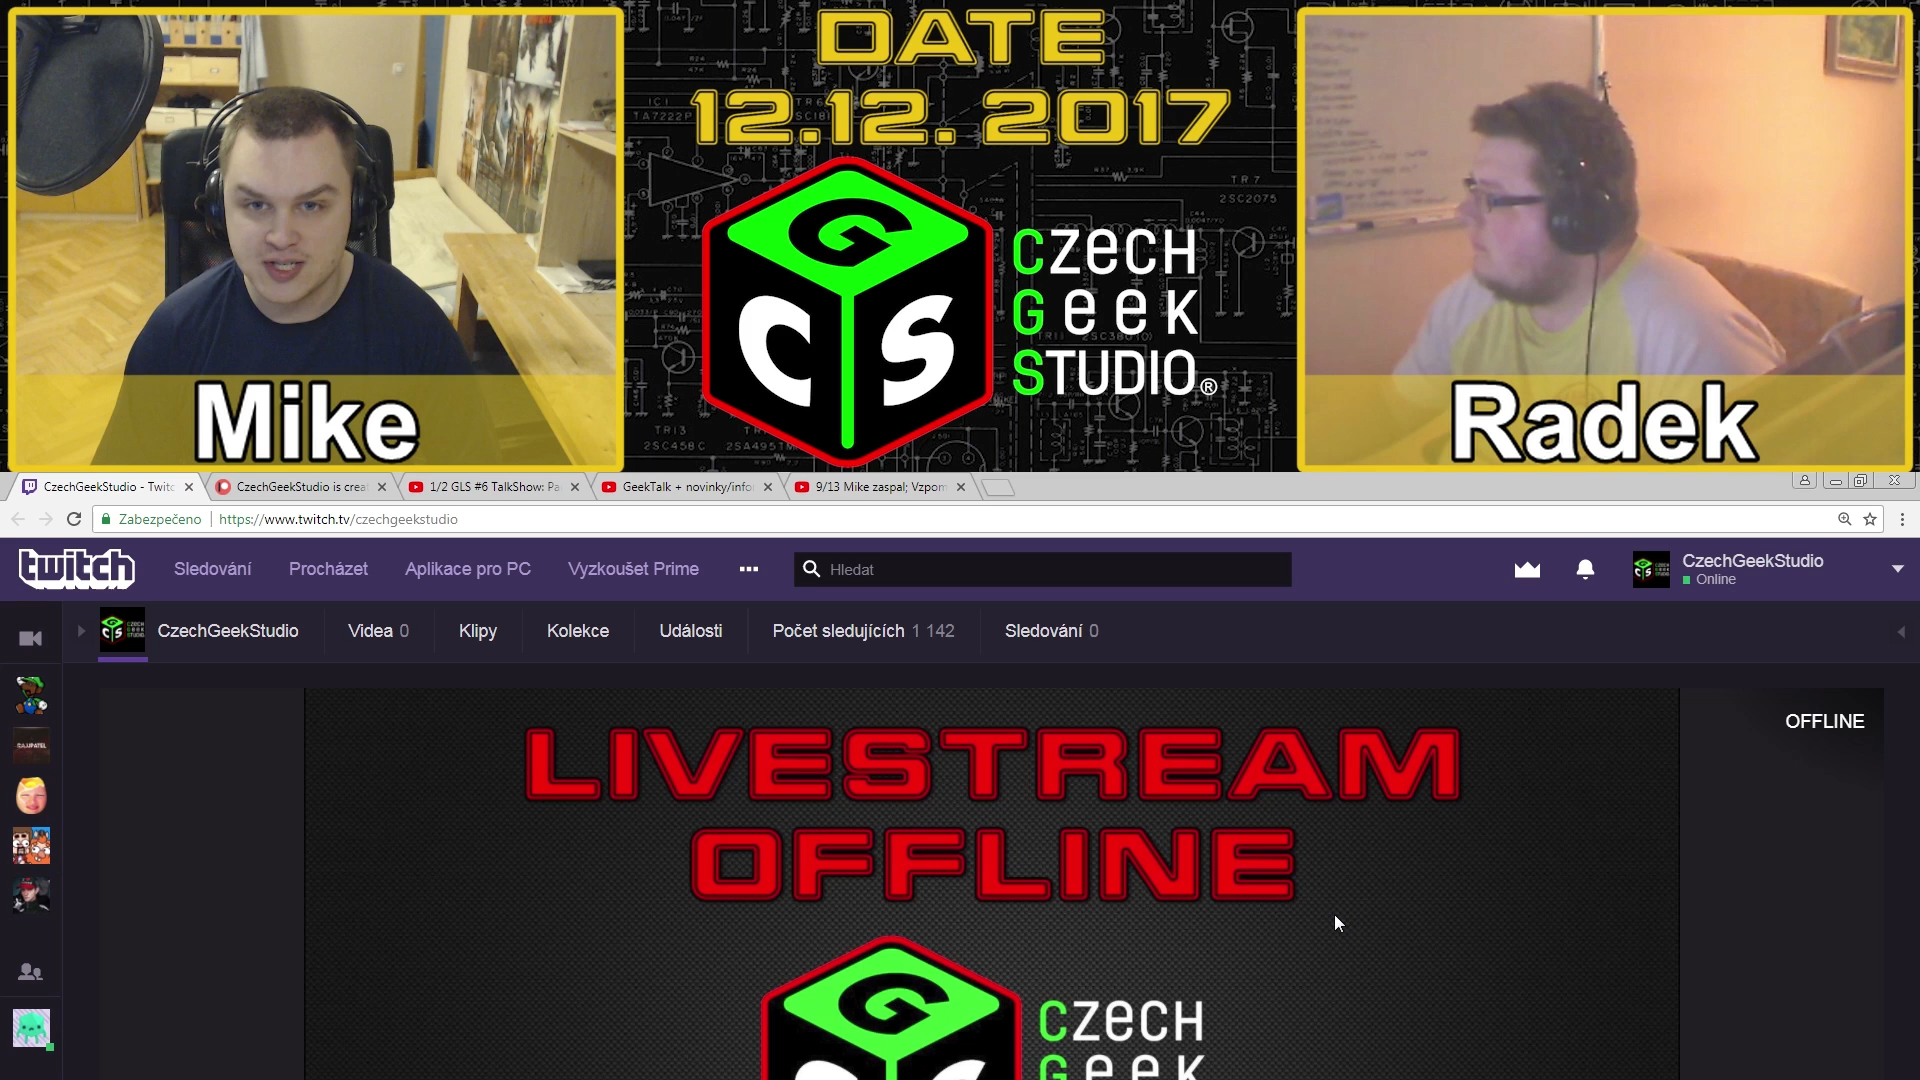 DATE
12.12. 2017
G
C S
CZECH
GEEK
STUDIO®
Mike
Radek
CzechGeekStudio - Twitc
CzechGeekStudio is crea
1/2 GLS #6 TalkShow: Pa
GeekTalk + novinky/info
9/13 Mike zaspal; Vzpom
Zabezpečeno
https://www.twitch.tv/czechgeekstudio
twitch
Sledování
Procházet
Aplikace pro PC
Vyzkoušet Prime
Hledat
CzechGeekStudio
Online
CzechGeekStudio
Videa 0
Klipy
Kolekce
Události
Počet sledujících 1 142
Sledování 0
OFFLINE
LIVESTREAM
OFFLINE
G
CZECH
GEEK